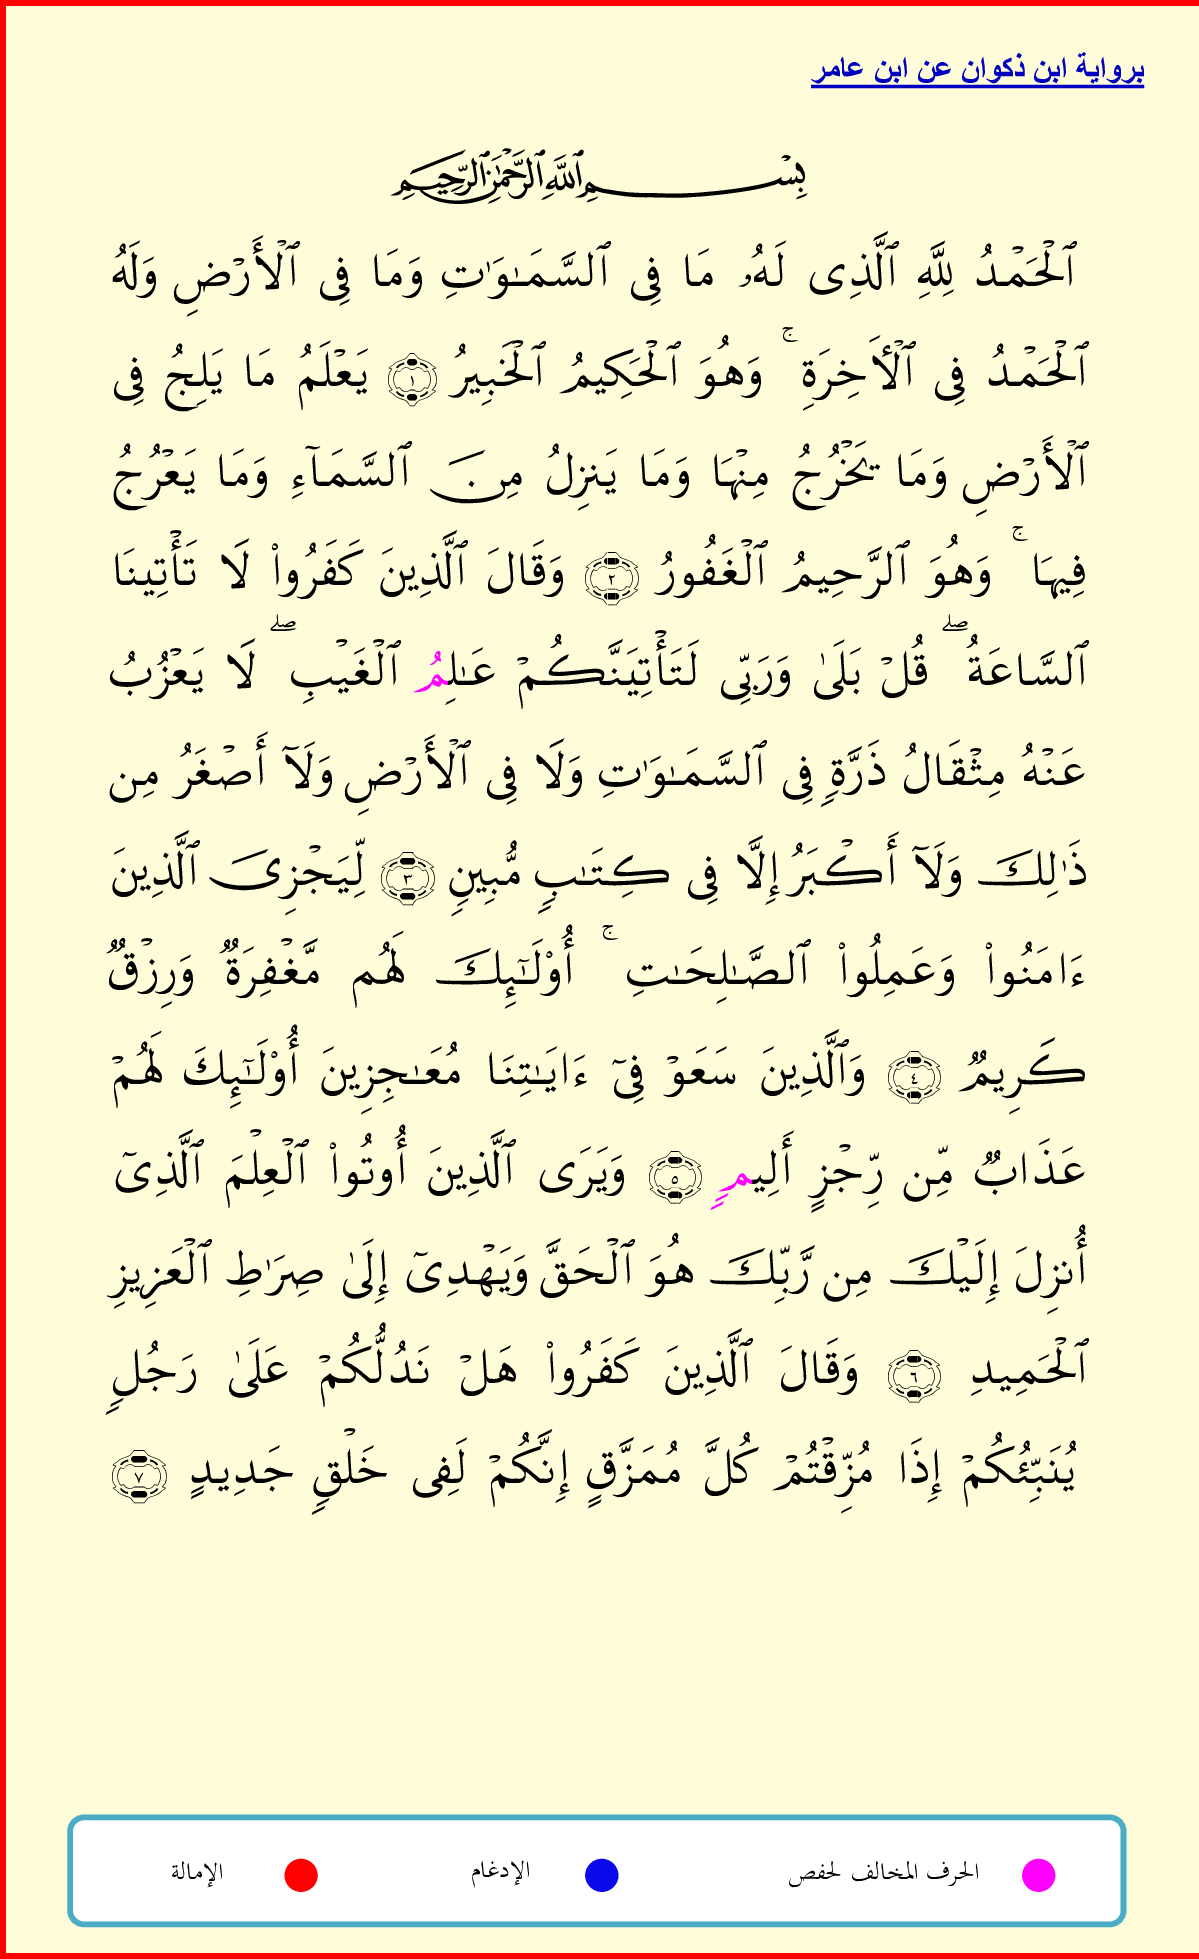 برواية ابن ذكوان عن ابن عامر
بِسْمِ ٱللَّهِ ٱلرَّحْمَٰنِ ٱلرَّحِيمِ
ٱلْحَمْدُ لِلَّهِ ٱلَّذِى لَهُۥ مَا فِى ٱلسَّمَٰوَٰتِ وَمَا فِى ٱلْأَرْضِ وَلَهُ
ٱلْحَمْدُ فِى ٱلْأَخِرَةِ ۚ وَهُوَ ٱلْحَكِيمُ ٱلْخَبِيرُ ١ يَعْلَمُ مَا يَلِجُ فِى
ٱلْأَرْضِ وَمَا يَخْرُجُ مِنْهَا وَمَا يَنزِلُ مِنَ ٱلسَّمَآءِ وَمَا يَعْرُجُ
فِيهَا ۚ وَهُوَ ٱلرَّحِيمُ ٱلْغَفُورُ ٢ وَقَالَ ٱلَّذِينَ كَفَرُوا۟ لَا تَأْتِينَا
ٱلسَّاعَةُ ۖ قُلْ بَلَىٰ وَرَبِّى لَتَأْتِيَنَّكُمْ عَٰلِمُ ٱلْغَيْبِ ۖ لَا يَعْزُبُ
عَنْهُ مِثْقَالُ ذَرَّةٍ فِى ٱلسَّمَٰوَٰتِ وَلَا فِى ٱلْأَرْضِ وَلَآ أَصْغَرُ مِن
ذَٰلِكَ وَلَآ أَكْبَرُ إِلَّا فِى كِتَٰبٍ مُّبِينٍ ٣ لِّيَجْزِىَ ٱلَّذِينَ
ءَامَنُوا۟ وَعَمِلُوا۟ ٱلصَّٰلِحَٰتِ ۚ أُو۟لَٰٓئِكَ لَهُم مَّغْفِرَةٌ وَرِزْقٌ
كَرِيمٌ ٤ وَٱلَّذِينَ سَعَوْ فِىٓ ءَايَٰتِنَا مُعَٰجِزِينَ أُو۟لَٰٓئِكَ لَهُمْ
عَذَابٌ مِّن رِّجْزٍ أَلِيمٍ ٥ وَيَرَى ٱلَّذِينَ أُوتُوا۟ ٱلْعِلْمَ ٱلَّذِىٓ
أُنزِلَ إِلَيْكَ مِن رَّبِّكَ هُوَ ٱلْحَقَّ وَيَهْدِىٓ إِلَىٰ صِرَٰطِ ٱلْعَزِيزِ
ٱلْحَمِيدِ ٦ وَقَالَ ٱلَّذِينَ كَفَرُوا۟ هَلْ نَدُلُّكُمْ عَلَىٰ رَجُلٍ
يُنَبِّئُكُمْ إِذَا مُزِّقْتُمْ كُلَّ مُمَزَّقٍ إِنَّكُمْ لَفِى خَلْقٍ جَدِيدٍ ٧
الحرف المخالف لحفص الإدغام الإمالة